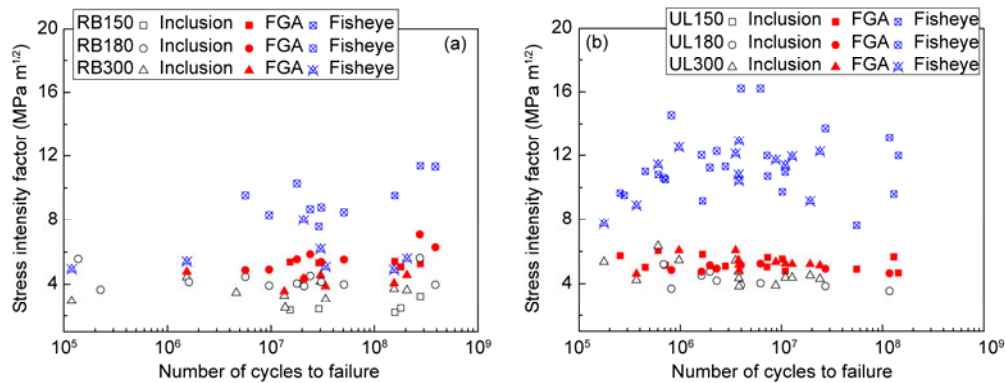 RB150 Inclusion FGA Fisheye
RB180 Inclusion FGA Fisheye
RB300 Inclusion FGA Fisheye
(a)
20
16
12
8
4
Stress intensity factor (MPa m^1/2)
10^5 10^6 10^7 10^8 10^9
Number of cycles to failure
UL150 Inclusion FGA Fisheye
UL180 Inclusion FGA Fisheye
UL300 Inclusion FGA Fisheye
(b)
20
16
12
8
4
Stress intensity factor (MPa m^1/2)
10^5 10^6 10^7 10^8 10^9
Number of cycles to failure